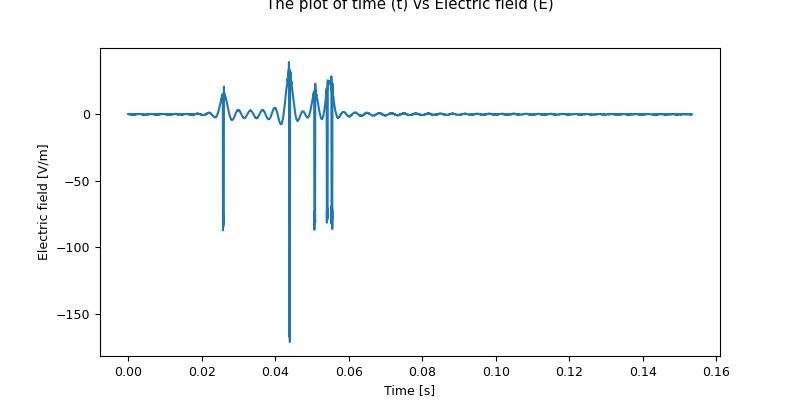 The plot of time (t) vs Electric field (E)
0
−50
−100
−150
Electric field [V/m]
0.00 0.02 0.04 0.06 0.08 0.10 0.12 0.14 0.16
Time [s]